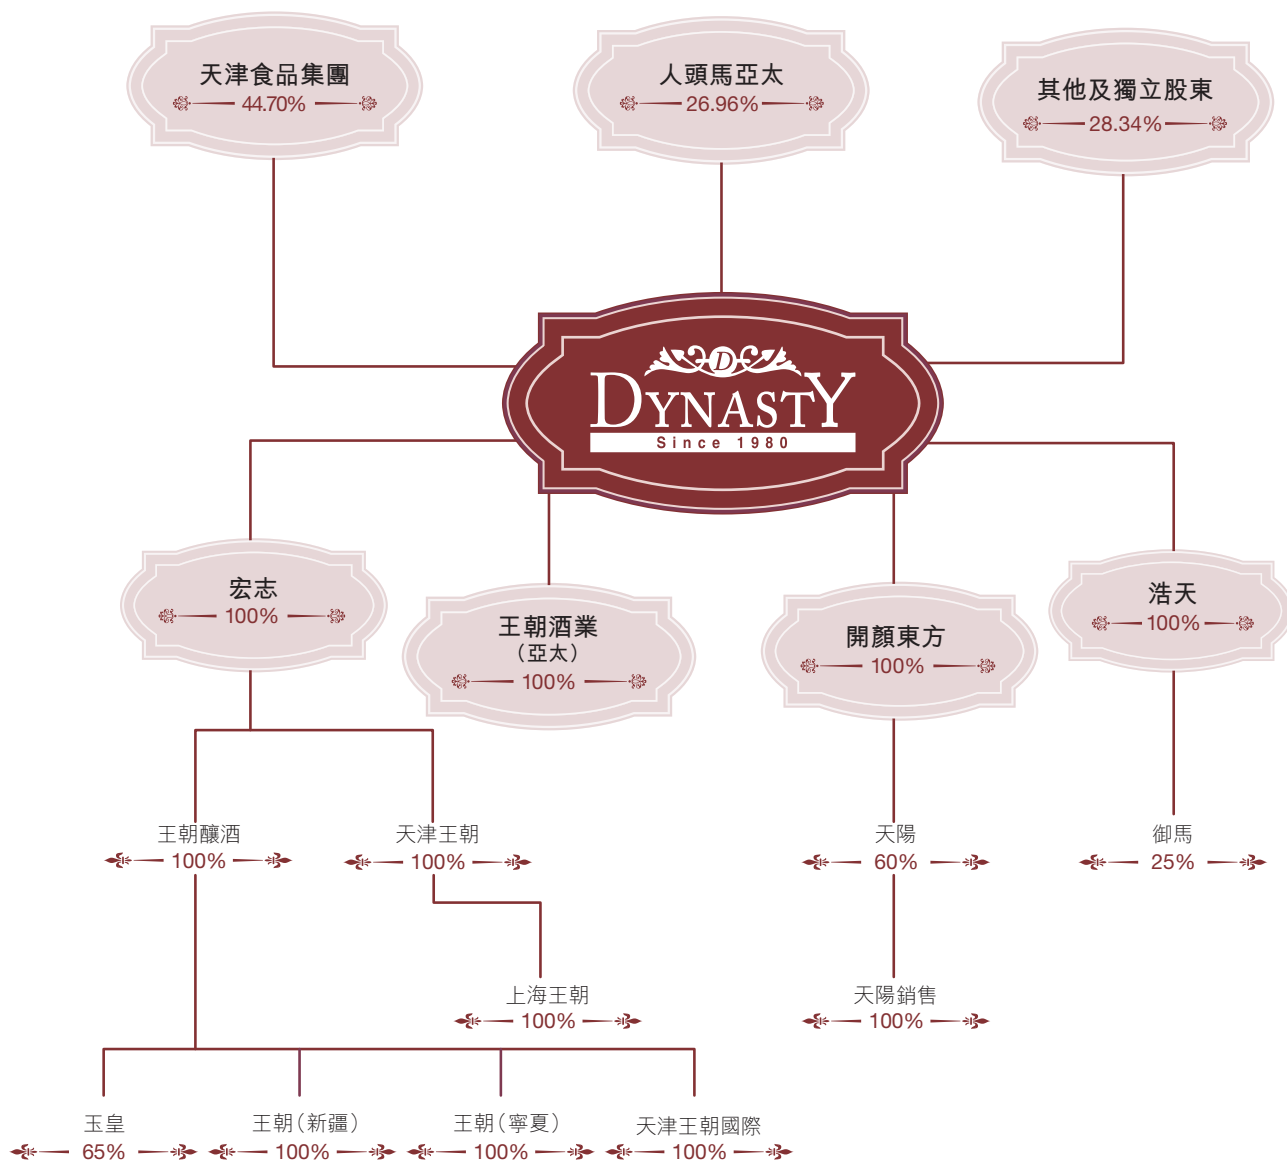 天津食品集團
44.70%
人頭馬亞太
26.96%
其他及獨立股東
28.34%
D
DYNASTY
Since 1980
宏志
100%
王朝酒業
(亞太)
100%
開顏東方
100%
浩天
100%
王朝釀酒
100%
天津王朝
100%
天陽
60%
御馬
25%
上海王朝
100%
天陽銷售
100%
玉皇
65%
王朝(新疆)
100%
王朝(寧夏)
100%
天津王朝國際
100%